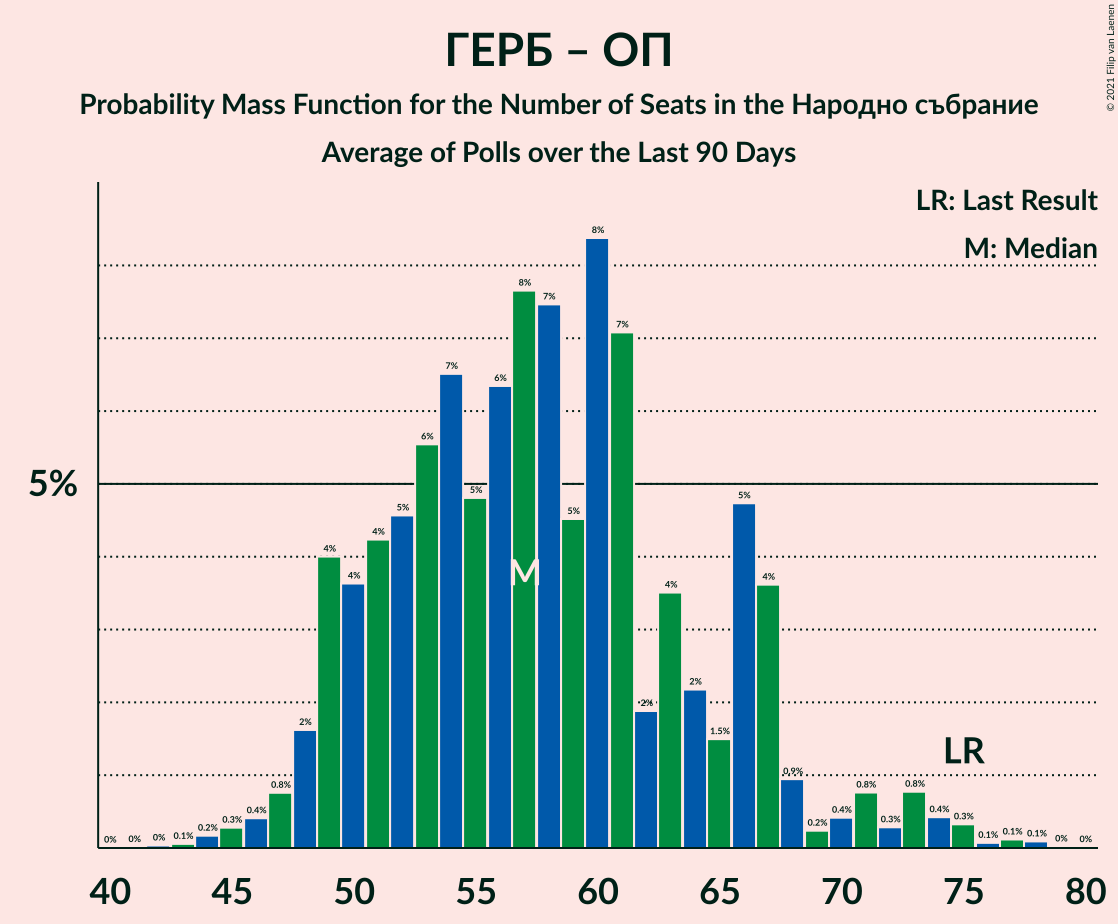 ГЕРБ – ОП
Probability Mass Function for the Number of Seats in the Народно събрание
Average of Polls over the Last 90 Days
© 2021 Filip van Laenen
LR: Last Result
M: Median
5%
0% 0% 0% 0.1% 0.2% 0.3% 0.4% 0.8% 2% 4% 4% 4% 5% 6% 7% 5% 6% 8% 7% 5% 8% 7% 2% 4% 2% 1.5% 5% 4% 0.9% 0.2% 0.4% 0.8% 0.3% 0.8% 0.4% 0.3% 0.1% 0.1% 0.1% 0% 0%
M
LR
40 45 50 55 60 65 70 75 80